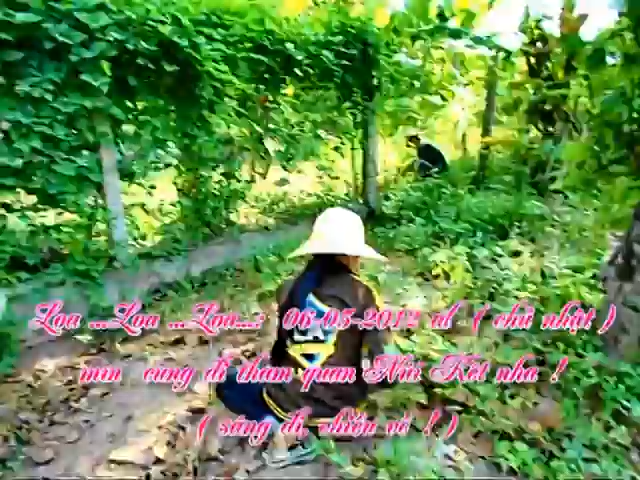 Loa ...Loa ...Loa...: 06-05-2012 al ( chủ nhật )
mìn cùng đi tham quan Núi Két nha !
( sáng đi, chiều về ! )